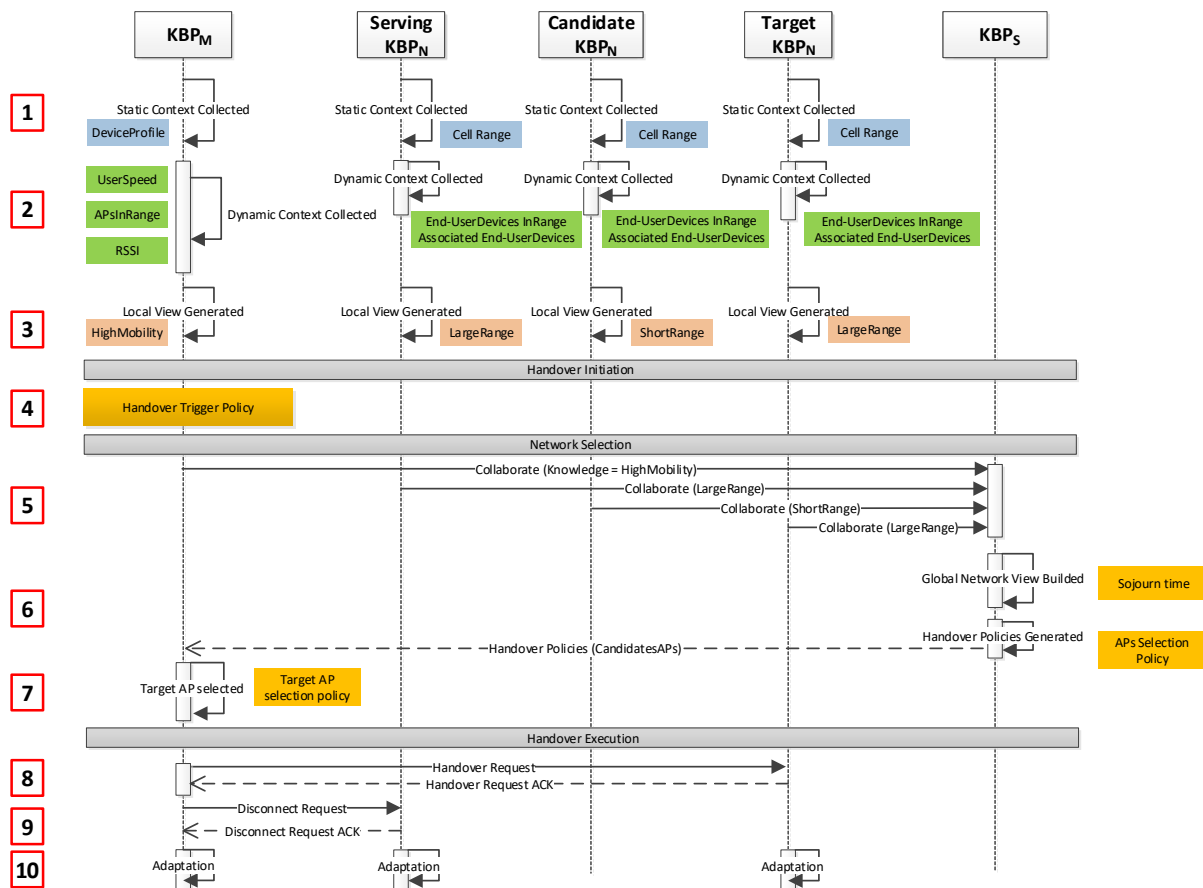 KBPM
Serving
KBPN
Candidate
KBPN
Target
KBPN
KBPS
1
Static Context Collected
Static Context Collected
Static Context Collected
Static Context Collected
DeviceProfile
Cell Range
Cell Range
Cell Range
2
UserSpeed
APsInRange
RSSI
Dynamic Context Collected
Dynamic Context Collected
Dynamic Context Collected
Dynamic Context Collected
End-UserDevices InRange
Associated End-UserDevices
End-UserDevices InRange
Associated End-UserDevices
End-UserDevices InRange
Associated End-UserDevices
3
Local View Generated
Local View Generated
Local View Generated
Local View Generated
HighMobility
LargeRange
ShortRange
LargeRange
Handover Initiation
4
Handover Trigger Policy
Network Selection
5
Collaborate (Knowledge = HighMobility)
Collaborate (LargeRange)
Collaborate (ShortRange)
Collaborate (LargeRange)
6
Global Network View Builded
Sojourn time
Handover Policies Generated
APs Selection
Policy
Handover Policies (CandidatesAPs)
7
Target AP selected
Target AP
selection policy
Handover Execution
8
Handover Request
Handover Request ACK
9
Disconnect Request
Disconnect Request ACK
10
Adaptation
Adaptation
Adaptation